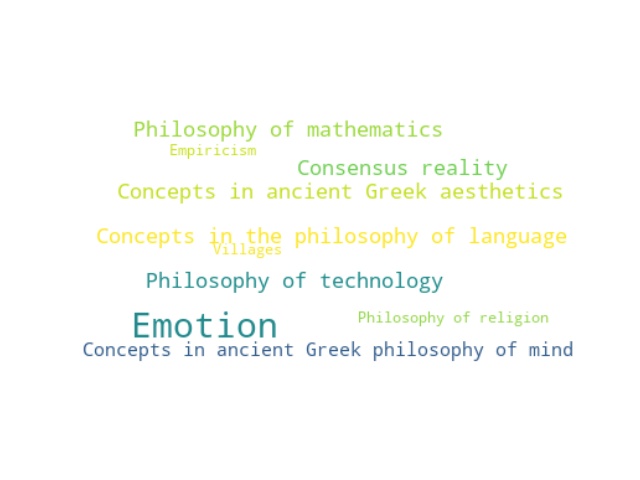 Philosophy of mathematics
Empiricism
Consensus reality
Concepts in ancient Greek aesthetics
Concepts in the philosophy of language
Villages
Philosophy of technology
Emotion
Philosophy of religion
Concepts in ancient Greek philosophy of mind